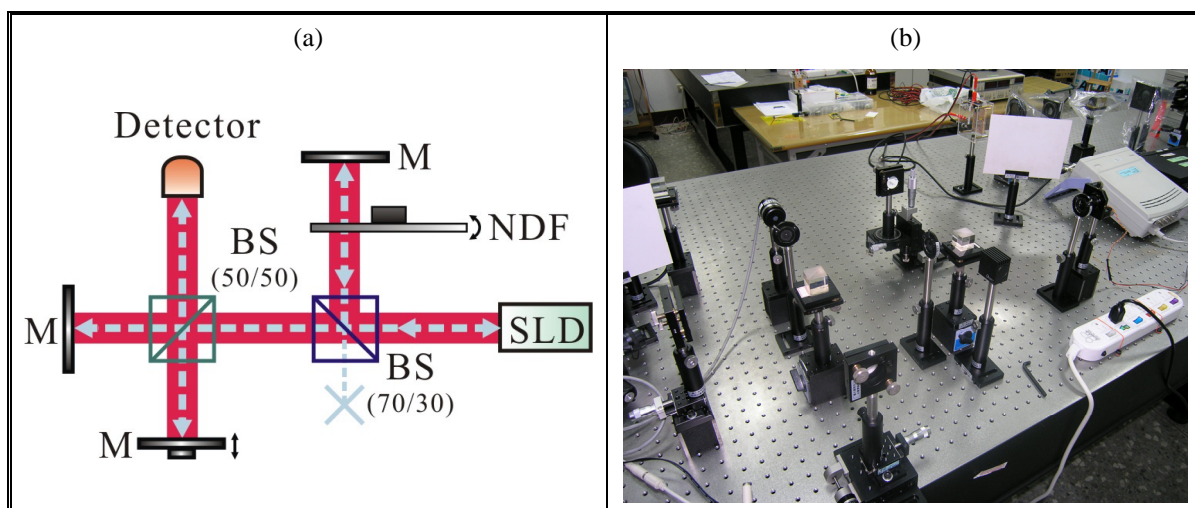 (a)
(b)
Detector
M
NDF
BS
(50/50)
M
SLD
BS
(70/30)
M